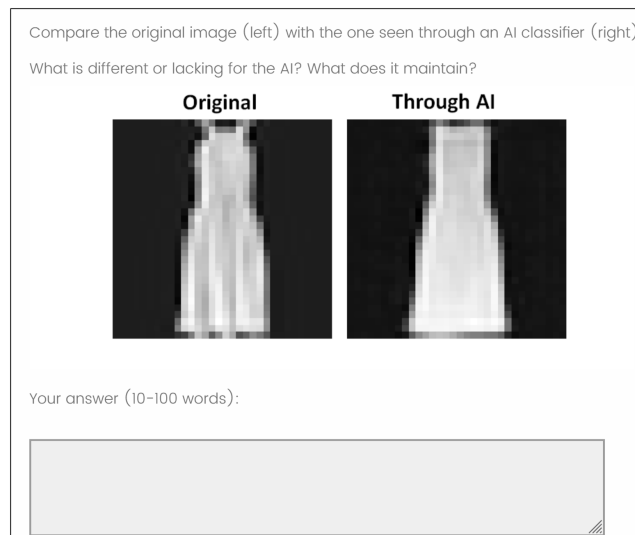 Compare the original image (left) with the one seen through an AI classifier (right)
What is different or lacking for the AI? What does it maintain?
Original Through AI
Your answer (10-100 words):